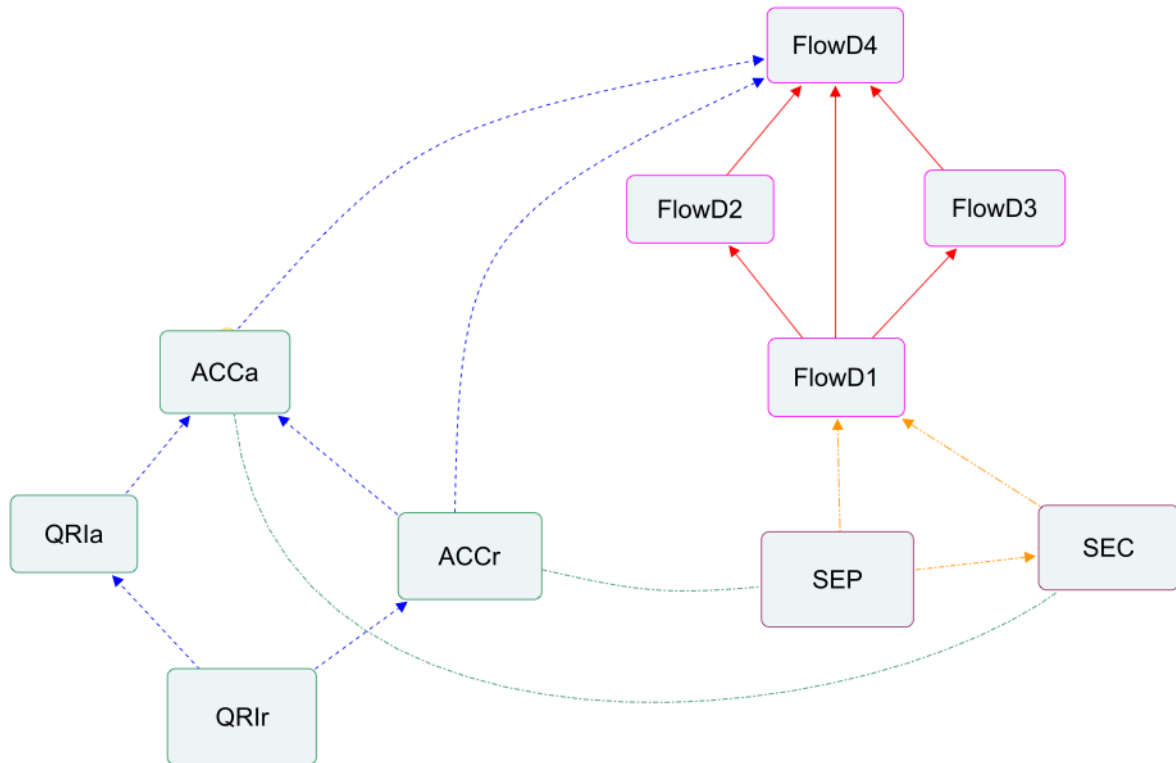 FlowD4
FlowD2
FlowD3
ACCa
FlowD1
QRIa
ACCr
SEP
SEC
QRIr